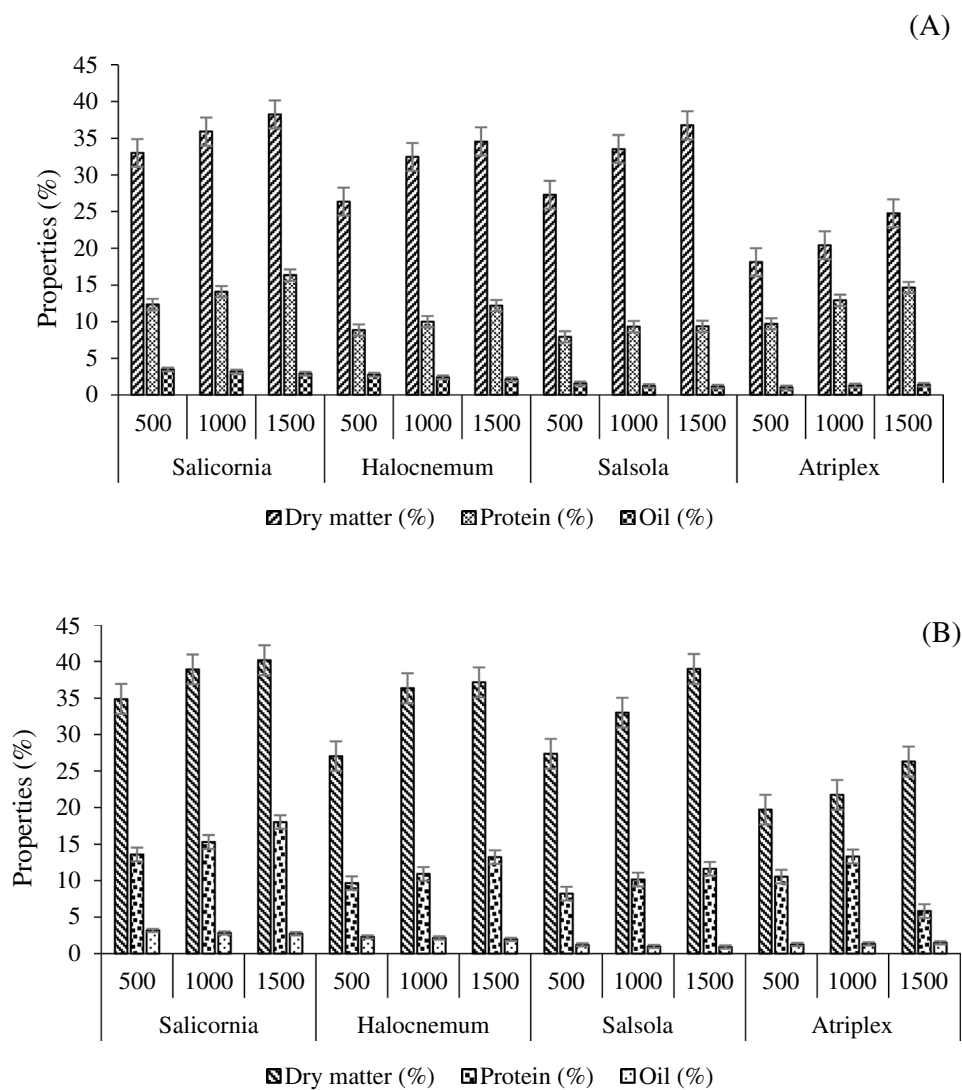 (A)
Properties (%)
45
40
35
30
25
20
15
10
5
0
500 1000 1500 500 1000 1500 500 1000 1500 500 1000 1500
Salicornia Halocnemum Salsola Atriplex
Dry matter (%) Protein (%) Oil (%)
(B)
Properties (%)
45
40
35
30
25
20
15
10
5
0
500 1000 1500 500 1000 1500 500 1000 1500 500 1000 1500
Salicornia Halocnemum Salsola Atriplex
Dry matter (%) Protein (%) Oil (%)